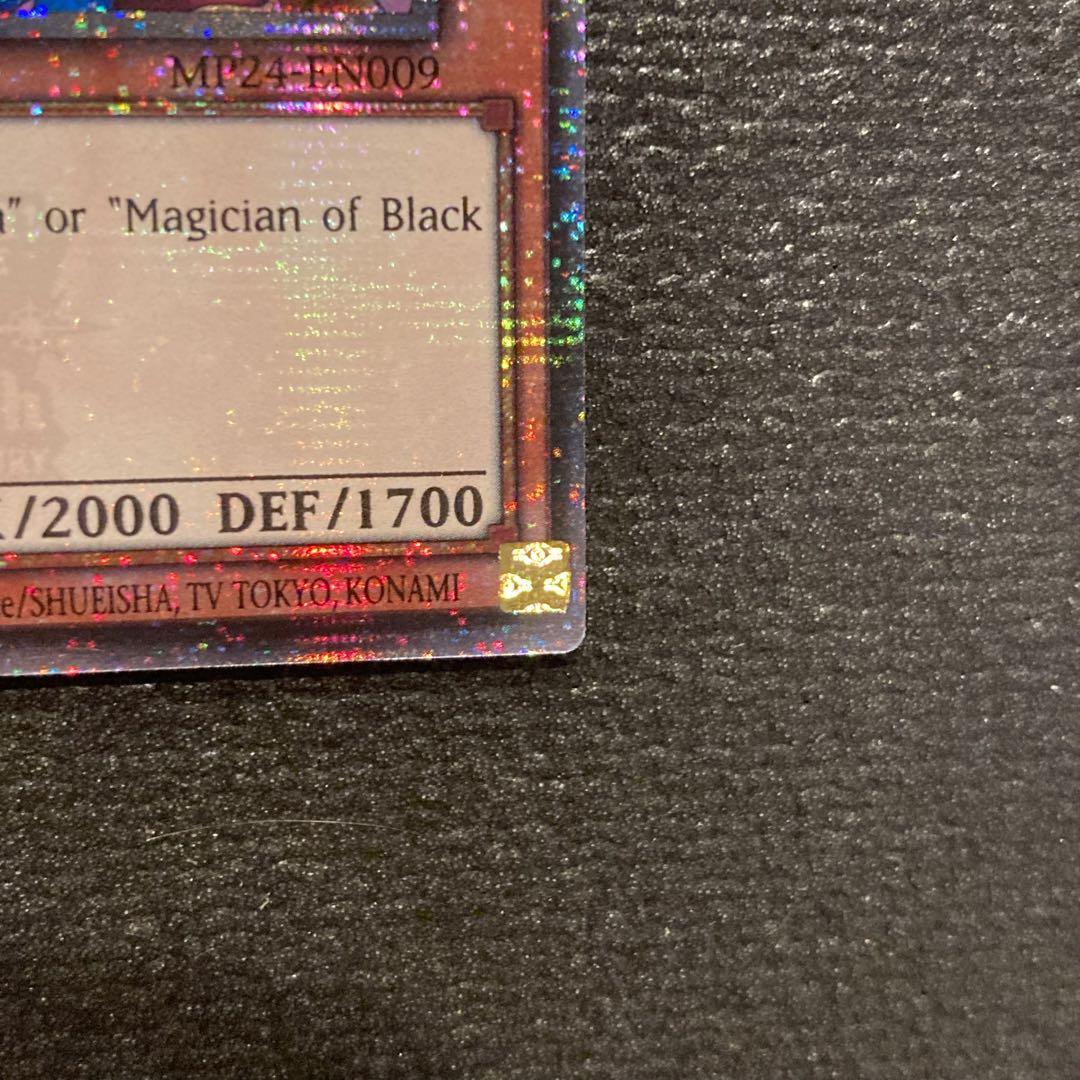 MP24-EN009
" or "Magician of Black
/2000 DEF/1700
e/SHUEISHA, TV TOKYO, KONAMI